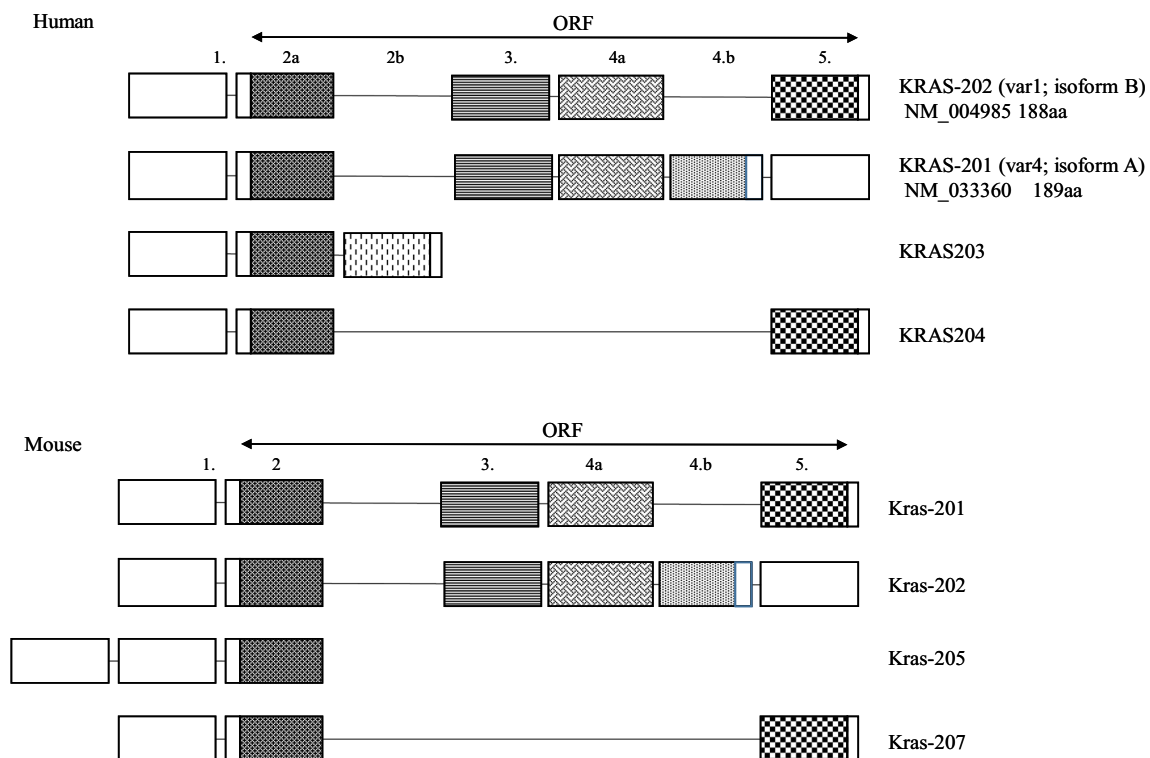 Human
ORF
1. 2a 2b 3. 4a 4.b 5.
KRAS-202 (var1; isoform B)
NM_004985 188aa
KRAS-201 (var4; isoform A)
NM_033360 189aa
KRAS203
KRAS204
Mouse
ORF
1. 2 3. 4a 4.b 5.
Kras-201
Kras-202
Kras-205
Kras-207